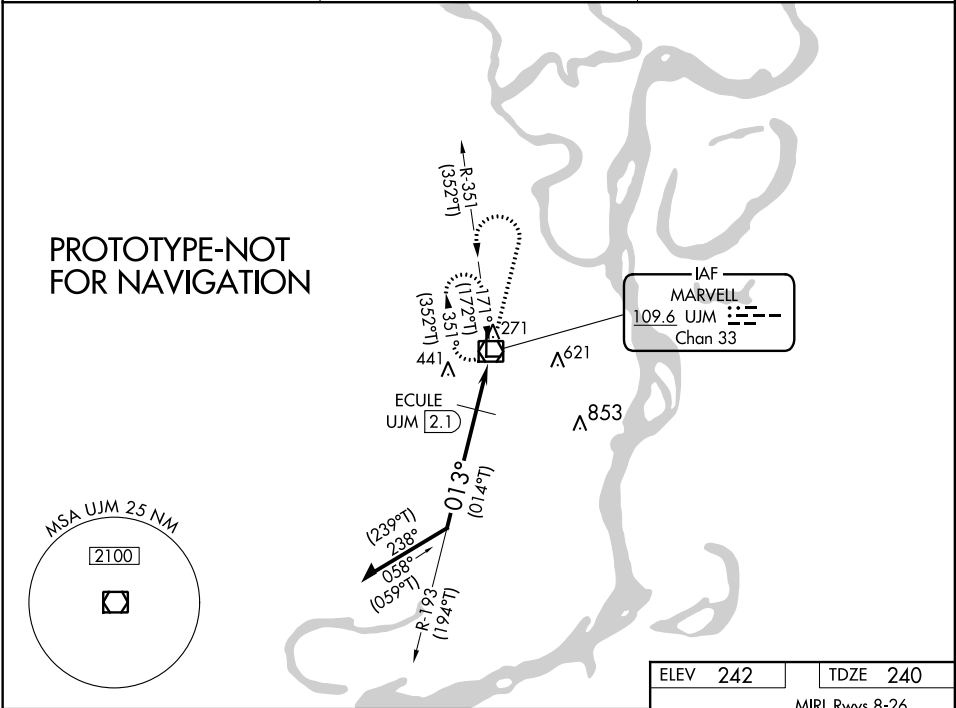 R-351
(352°T)
PROTOTYPE-NOT
FOR NAVIGATION
IAF
MARVELL
109.6 UJM
Chan 33
171°
(172°T)
351°
(352°T)
271
441
621
ECULE
UJM 2.1
853
013°
(014°T)
MSA UJM 25 NM
2100
(239°T)
238°
058°
(059°T)
R-193
(194°T)
ELEV 242
TDZE 240
MIRL Rwys 8-26